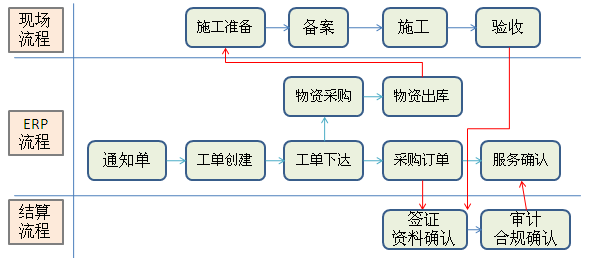 现场
流程
施工准备
备案
施工
验收
物资采购
物资出库
ERP
流程
通知单
工单创建
工单下达
采购订单
服务确认
结算
流程
签证
资料确认
审计
合规确认